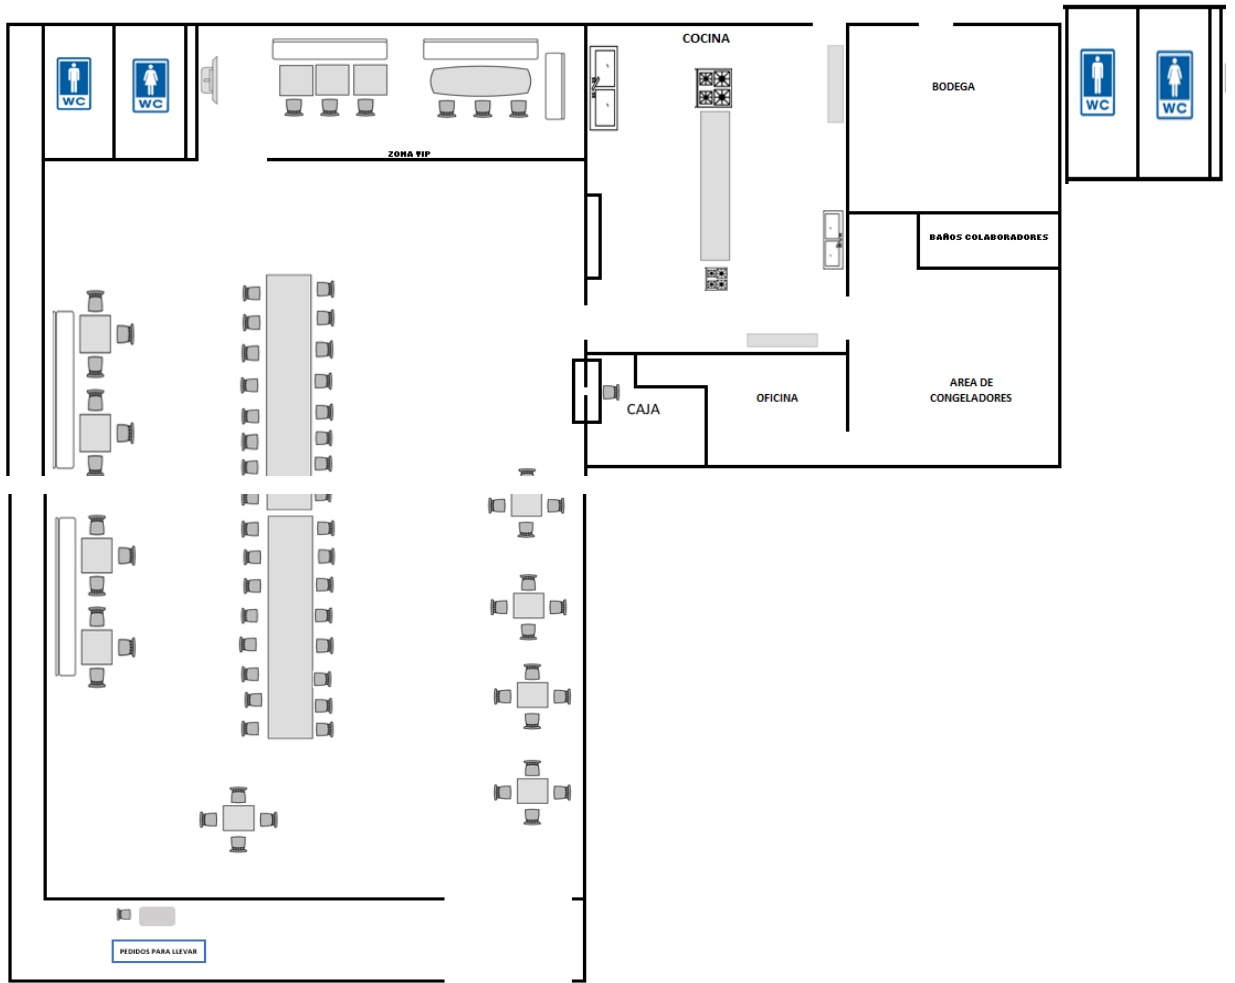 COCINA
WC
WC
BODEGA
WC
WC
ZONA VIP
BAÑOS COLABORADORES
AREA DE
CONGELADORES
OFICINA
CAJA
PEDIDOS PARA LLEVAR